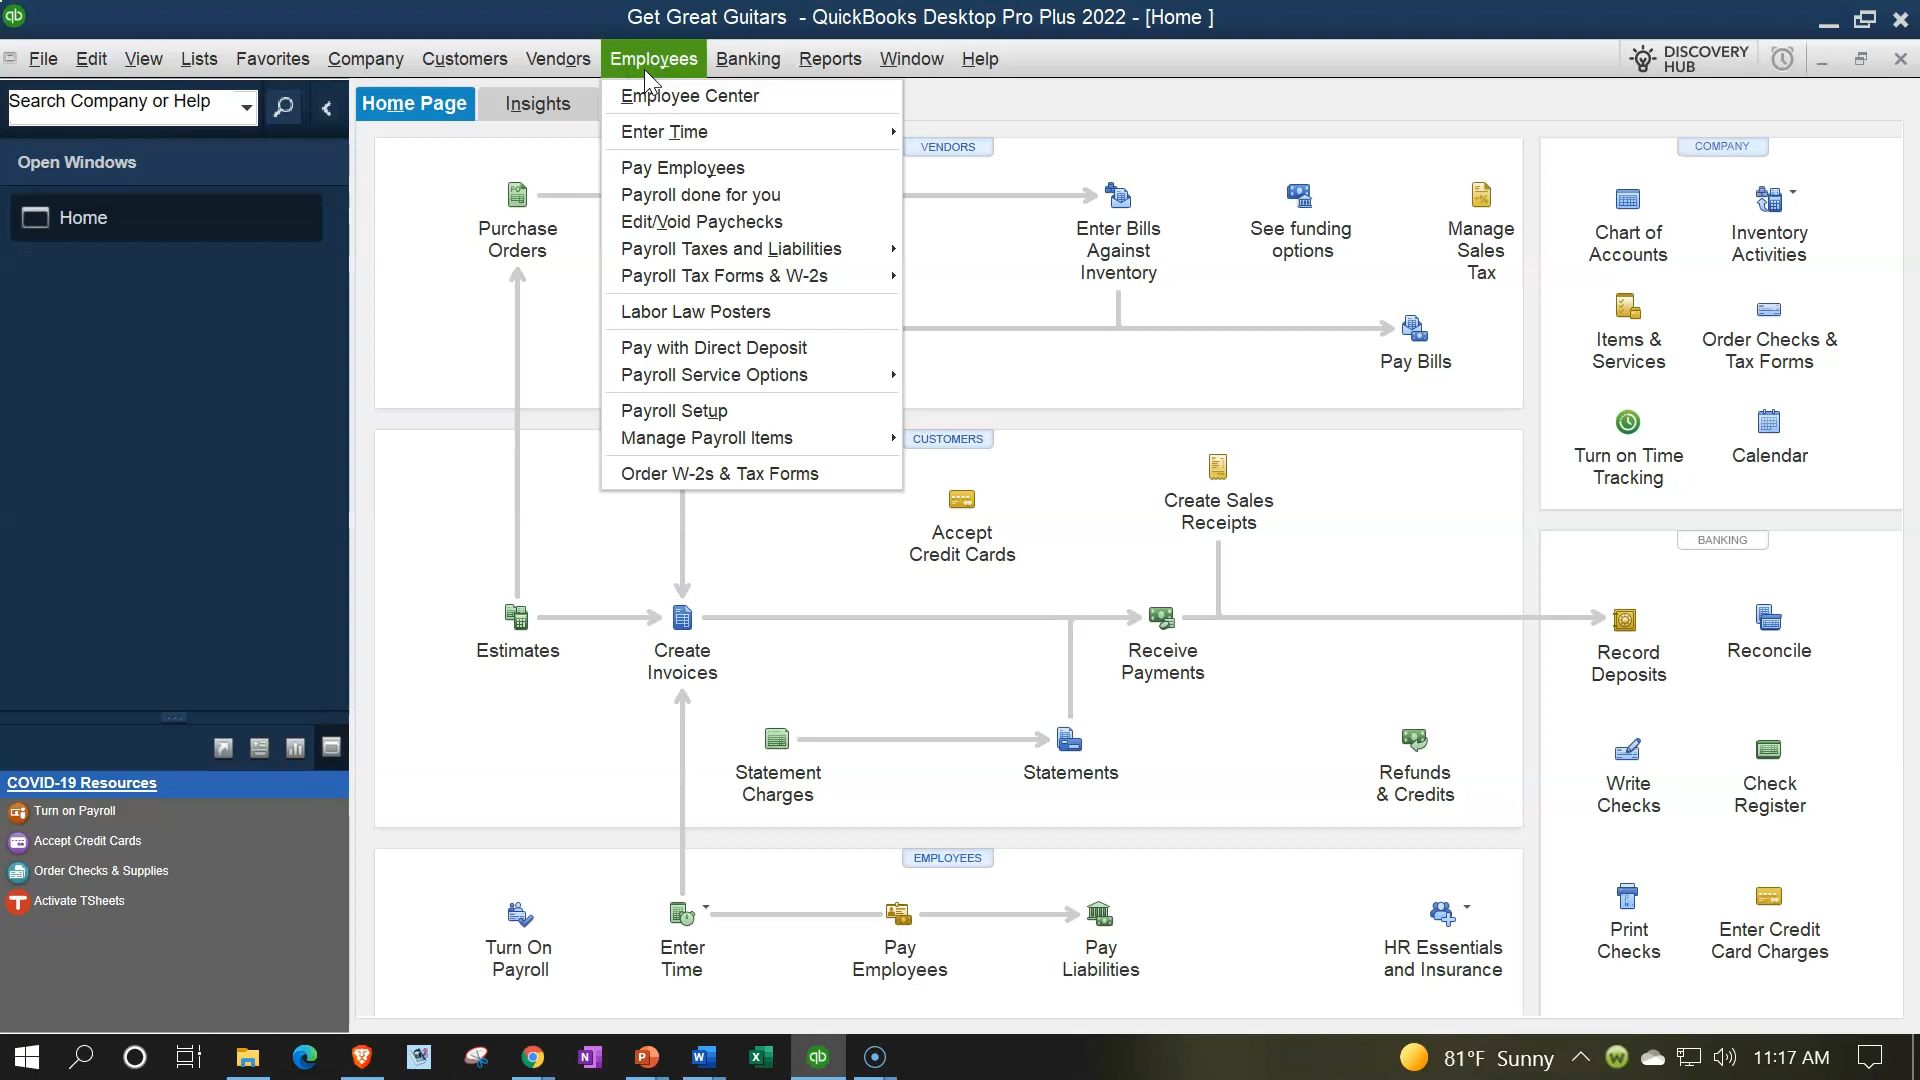 qb
Get Great Guitars - QuickBooks Desktop Pro Plus 2022 - [Home ]
File Edit View Lists Favorites Company Customers Vendors Employees Banking Reports Window Help
DISCOVERY
HUB
Search Company or Help
Home Page
Insights
Open Windows
Home
Employee Center
Enter Time
Pay Employees
Payroll done for you
Edit/Void Paychecks
Payroll Taxes and Liabilities
Payroll Tax Forms & W-2s
Labor Law Posters
Pay with Direct Deposit
Payroll Service Options
Payroll Setup
Manage Payroll Items
Order W-2s & Tax Forms
VENDORS
Purchase
Orders
Enter Bills
Against
Inventory
See funding
options
Manage
Sales
Tax
Pay Bills
CUSTOMERS
Create Sales
Receipts
Accept
Credit Cards
Estimates
Create
Invoices
Receive
Payments
Statement
Charges
Statements
Refunds
& Credits
EMPLOYEES
Turn On
Payroll
Enter
Time
Pay
Employees
Pay
Liabilities
HR Essentials
and Insurance
COMPANY
Chart of
Accounts
Inventory
Activities
Items &
Services
Order Checks &
Tax Forms
Turn on Time
Tracking
Calendar
BANKING
Record
Deposits
Reconcile
Write
Checks
Check
Register
Print
Checks
Enter Credit
Card Charges
COVID-19 Resources
Turn on Payroll
Accept Credit Cards
Order Checks & Supplies
Activate TSheets
81°F Sunny
11:17 AM